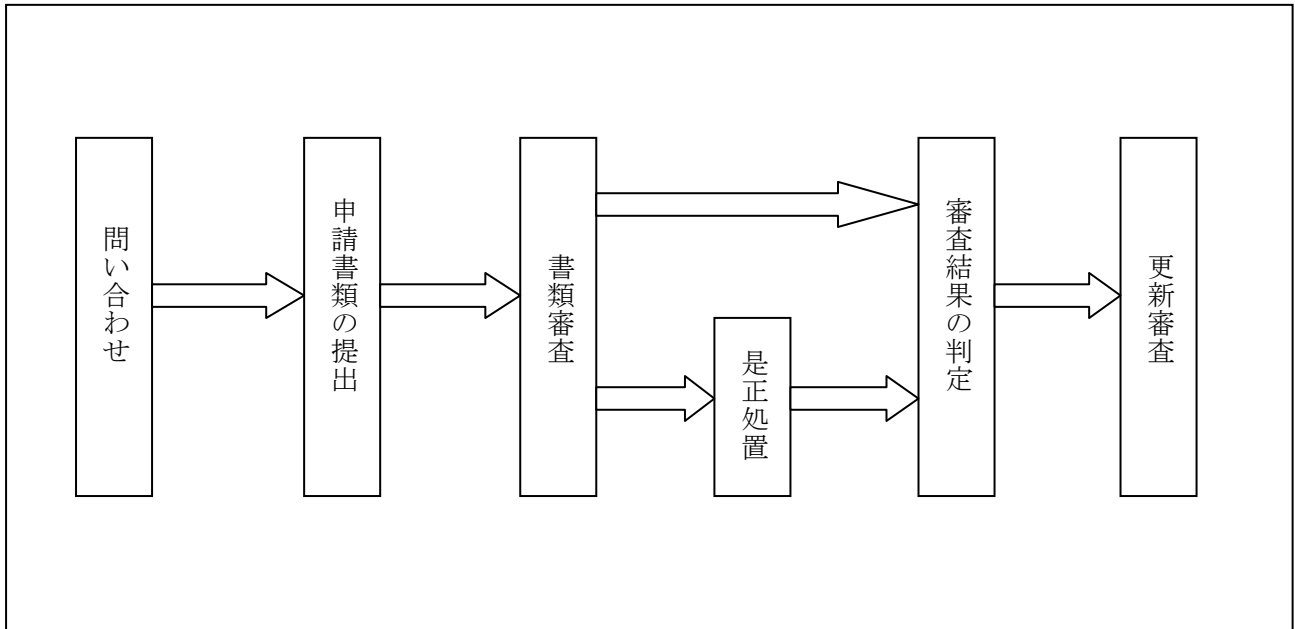 問い合わせ
申請書類の提出
書類審査
是正処置
審査結果の判定
更新審査